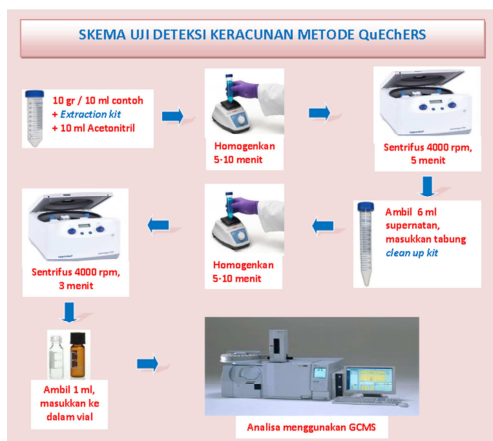 SKEMA UJI DETEKSI KERACUNAN METODE QuEChERS
10 gr / 10 ml contoh
+ Extraction kit
+ 10 ml Acetonitril
Homogenkan
5-10 menit
Sentrifus 4000 rpm,
5 menit
Ambil 6 ml
supernatan,
masukkan tabung
clean up kit
Homogenkan
5-10 menit
Sentrifus 4000 rpm,
3 menit
Ambil 1 ml,
masukkan ke
dalam vial
Analisa menggunakan GCMS